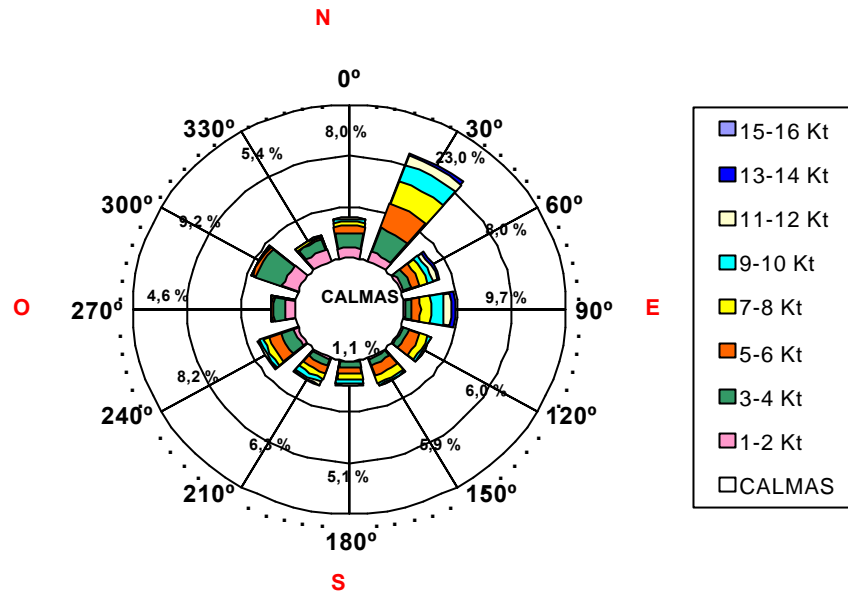 N
0º
330º
30º
8,0 %
5,4 %
23,0 %
300º
60º
9,2 %
8,0 %
O
270º
4,6 %
CALMAS
9,7 %
90º
E
1,1 %
8,2 %
6,0 %
240º
120º
6,3 %
5,9 %
5,1 %
210º
150º
180º
S
15-16 Kt
13-14 Kt
11-12 Kt
9-10 Kt
7-8 Kt
5-6 Kt
3-4 Kt
1-2 Kt
CALMAS